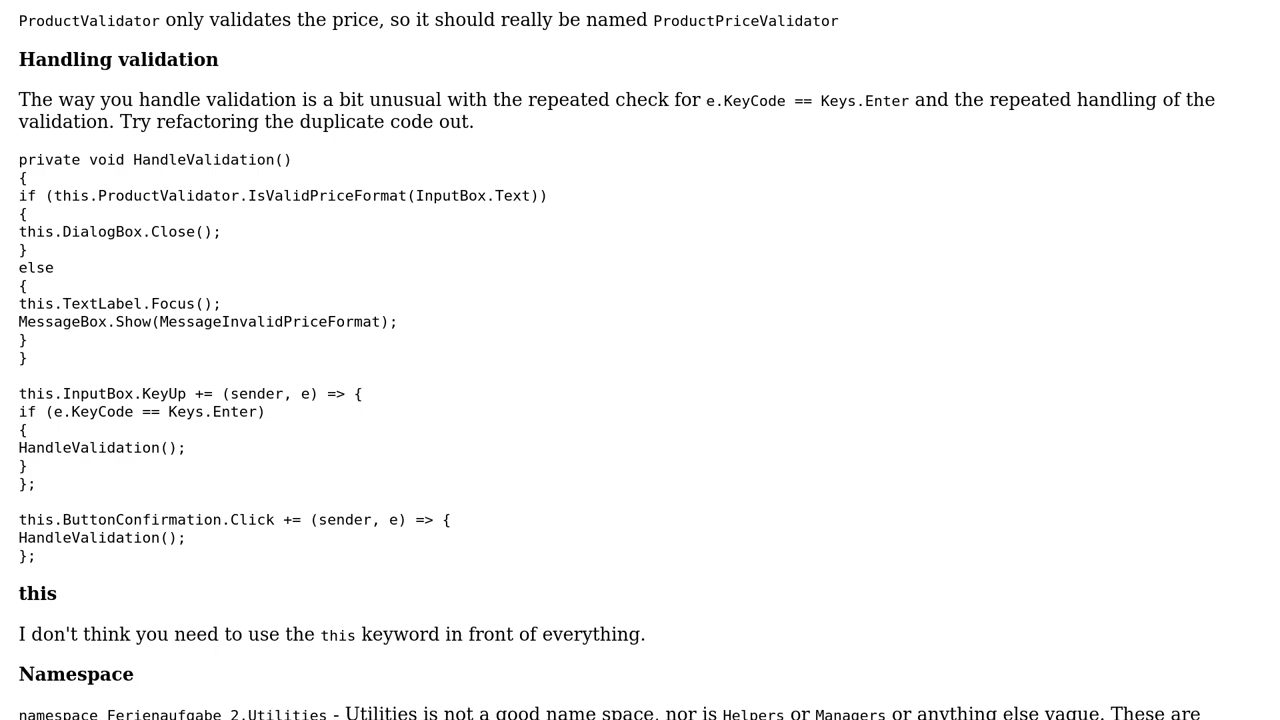 ProductValidator only validates the price, so it should really be named ProductPriceValidator
Handling validation
The way you handle validation is a bit unusual with the repeated check for e.KeyCode == Keys.Enter and the repeated handling of the
validation. Try refactoring the duplicate code out.
private void HandleValidation()
{
if (this.ProductValidator.IsValidPriceFormat(InputBox.Text))
{
this.DialogBox.Close();
}
else
{
this.TextLabel.Focus();
MessageBox.Show(MessageInvalidPriceFormat);
}
}
this.InputBox.KeyUp += (sender, e) => {
if (e.KeyCode == Keys.Enter)
{
HandleValidation();
}
};
this.ButtonConfirmation.Click += (sender, e) => {
HandleValidation();
};
this
I don't think you need to use the this keyword in front of everything.
Namespace
namespace Ferienaufgabe_2.Utilities - Utilities is not a good name space, nor is Helpers or Managers or anything else vague. These are